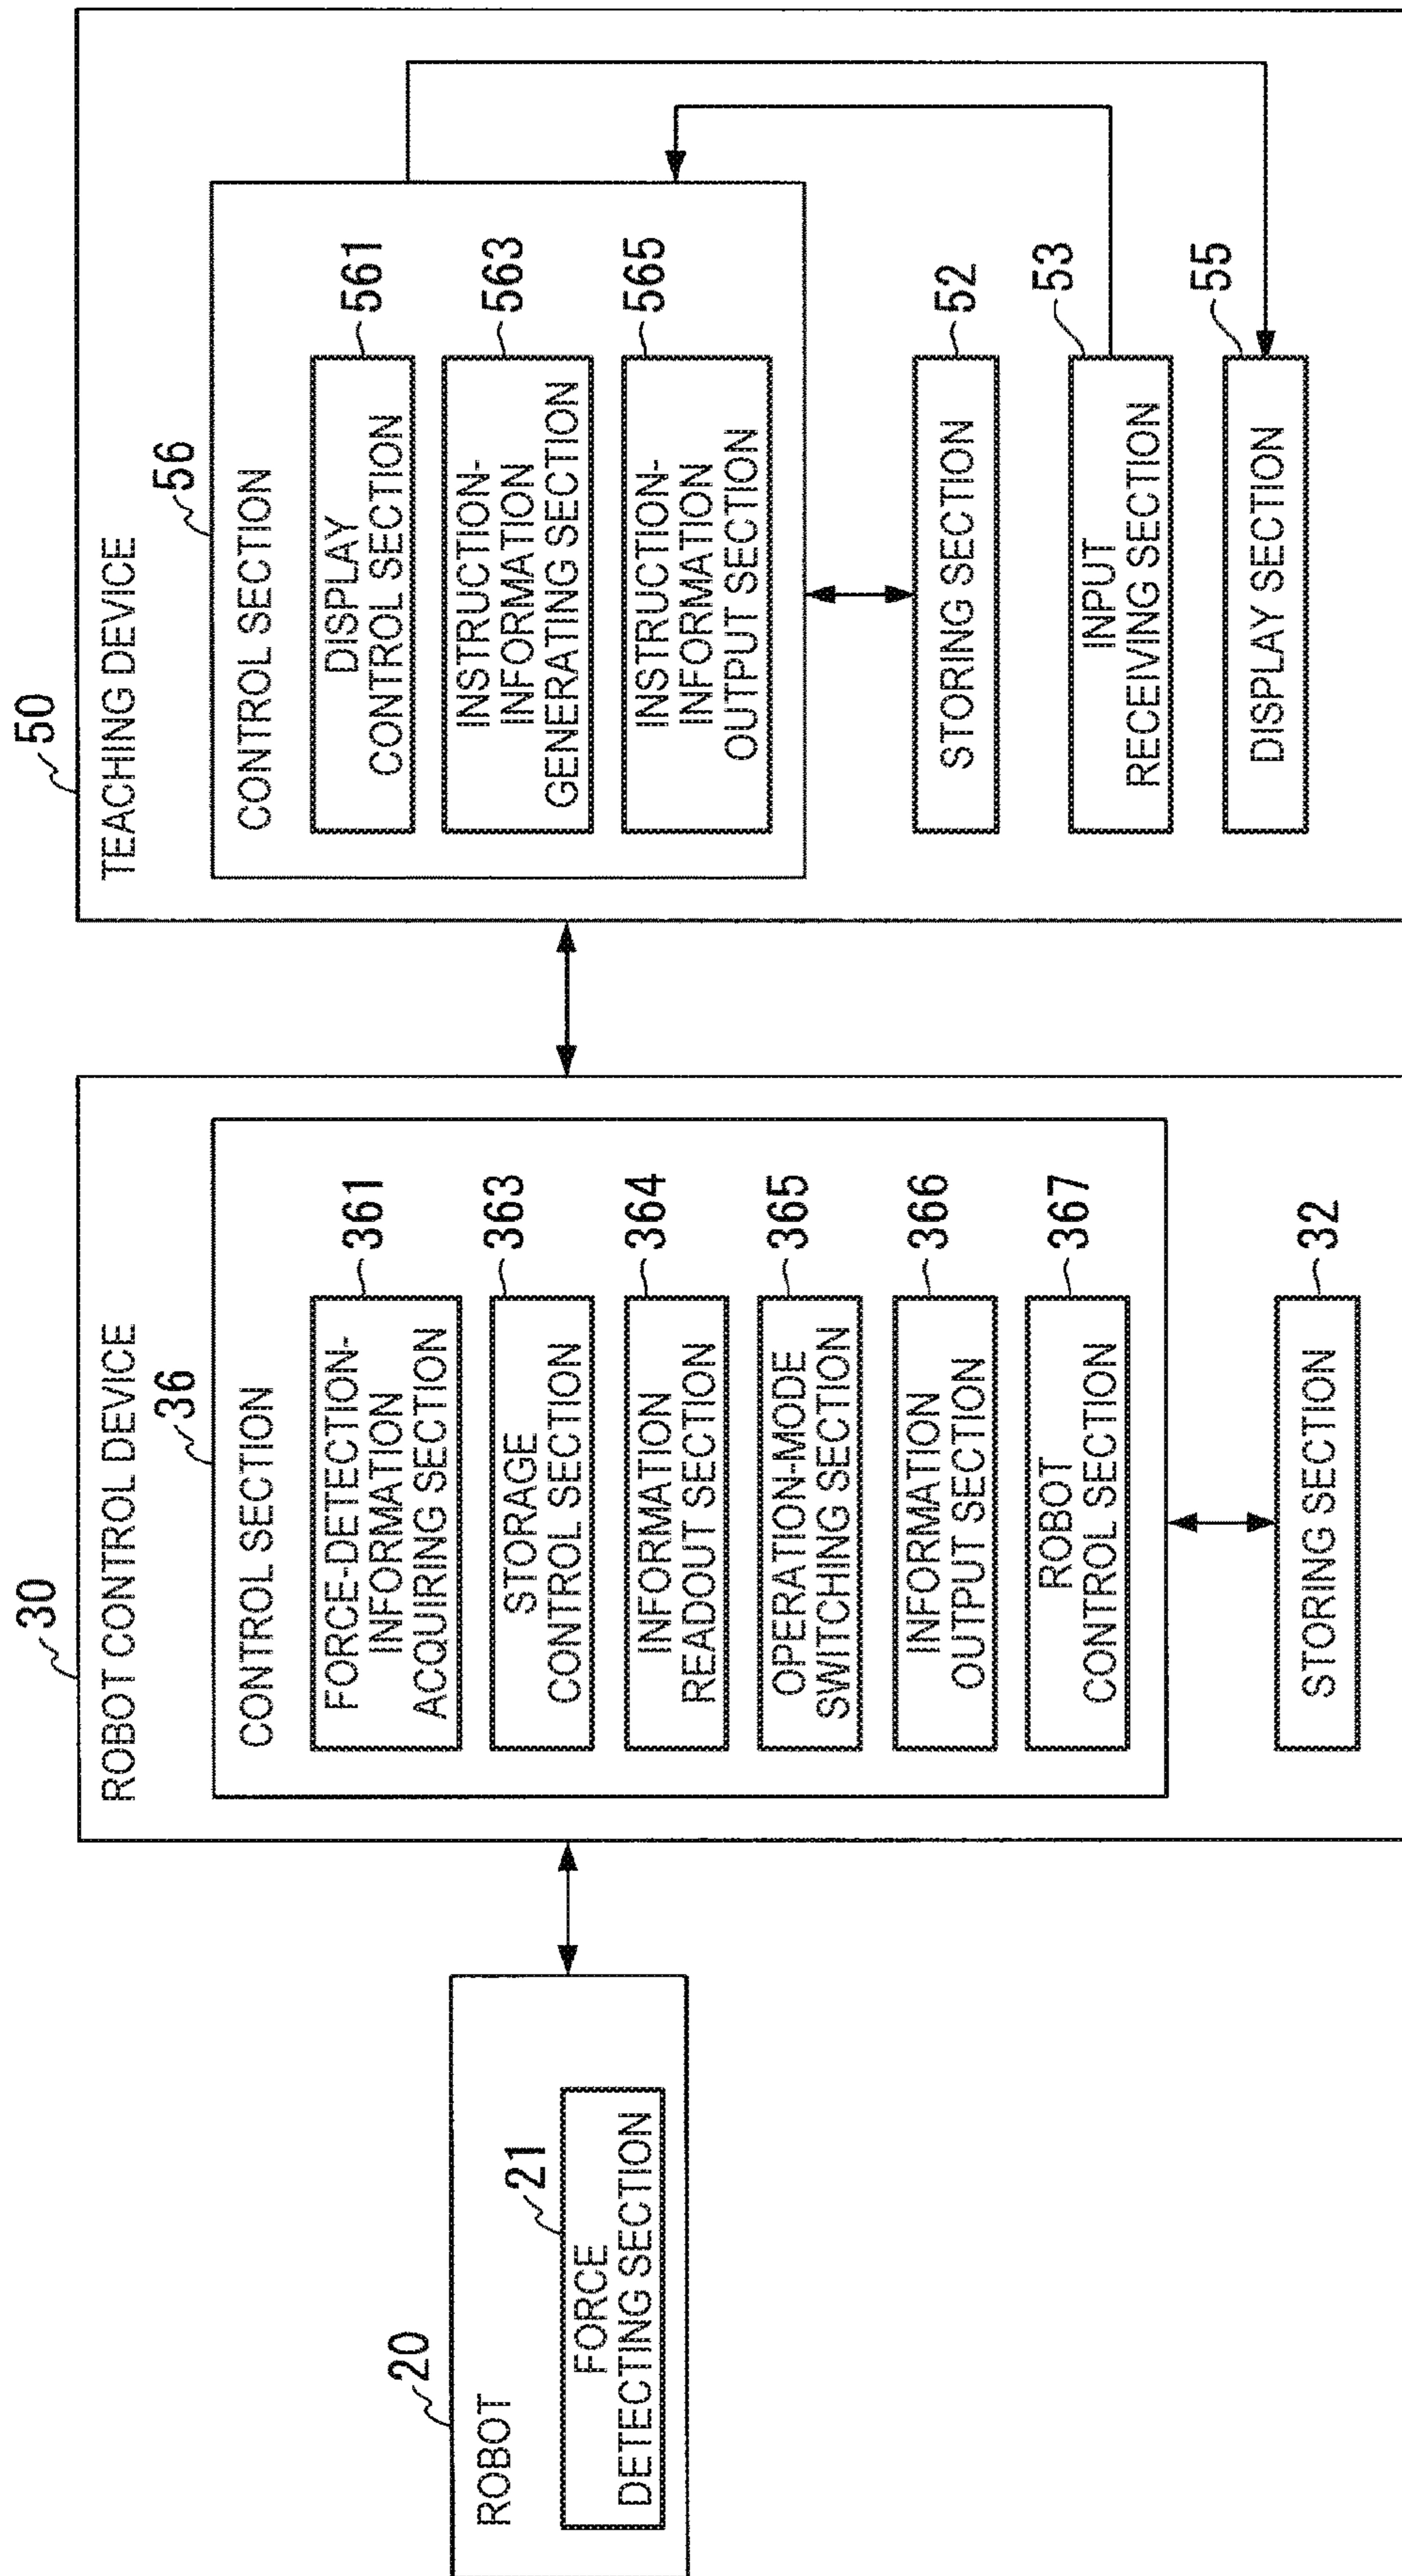 20
ROBOT
21
FORCE
DETECTING SECTION
30
ROBOT CONTROL DEVICE
36
CONTROL SECTION
FORCE-DETECTION-
INFORMATION
ACQUIRING SECTION
361
STORAGE
CONTROL SECTION
363
INFORMATION
READOUT SECTION
364
OPERATION-MODE
SWITCHING SECTION
365
INFORMATION
OUTPUT SECTION
366
ROBOT
CONTROL SECTION
367
STORING SECTION
32
50
TEACHING DEVICE
56
CONTROL SECTION
DISPLAY
CONTROL SECTION
561
INSTRUCTION-
INFORMATION
GENERATING SECTION
563
INSTRUCTION-
INFORMATION
OUTPUT SECTION
565
STORING SECTION
52
INPUT
RECEIVING SECTION
53
DISPLAY SECTION
55